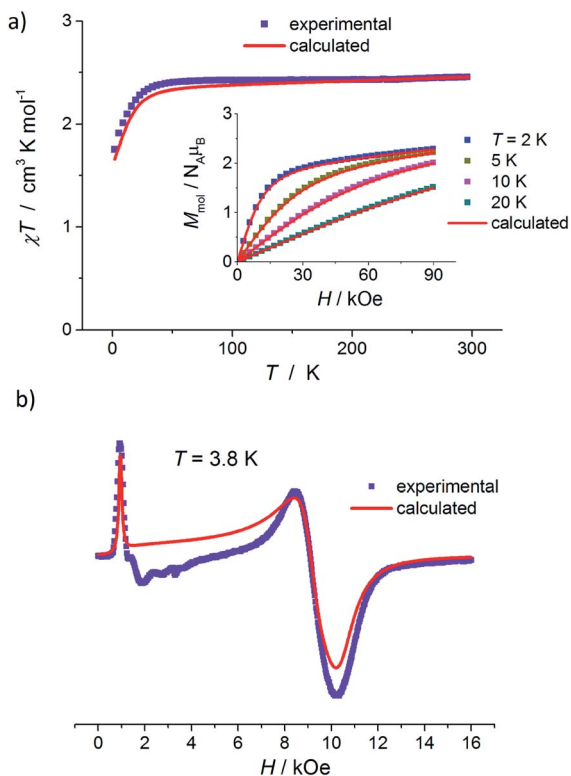 a)
experimental
calculated
3
2
1
0
χT / cm³ K mol⁻¹
0
100
200
300
T / K
3
2
1
0
M_mol / N_Aμ_B
0
30
60
90
H / kOe
T = 2 K
5 K
10 K
20 K
calculated
b)
T = 3.8 K
experimental
calculated
0 2 4 6 8 10 12 14 16
H / kOe